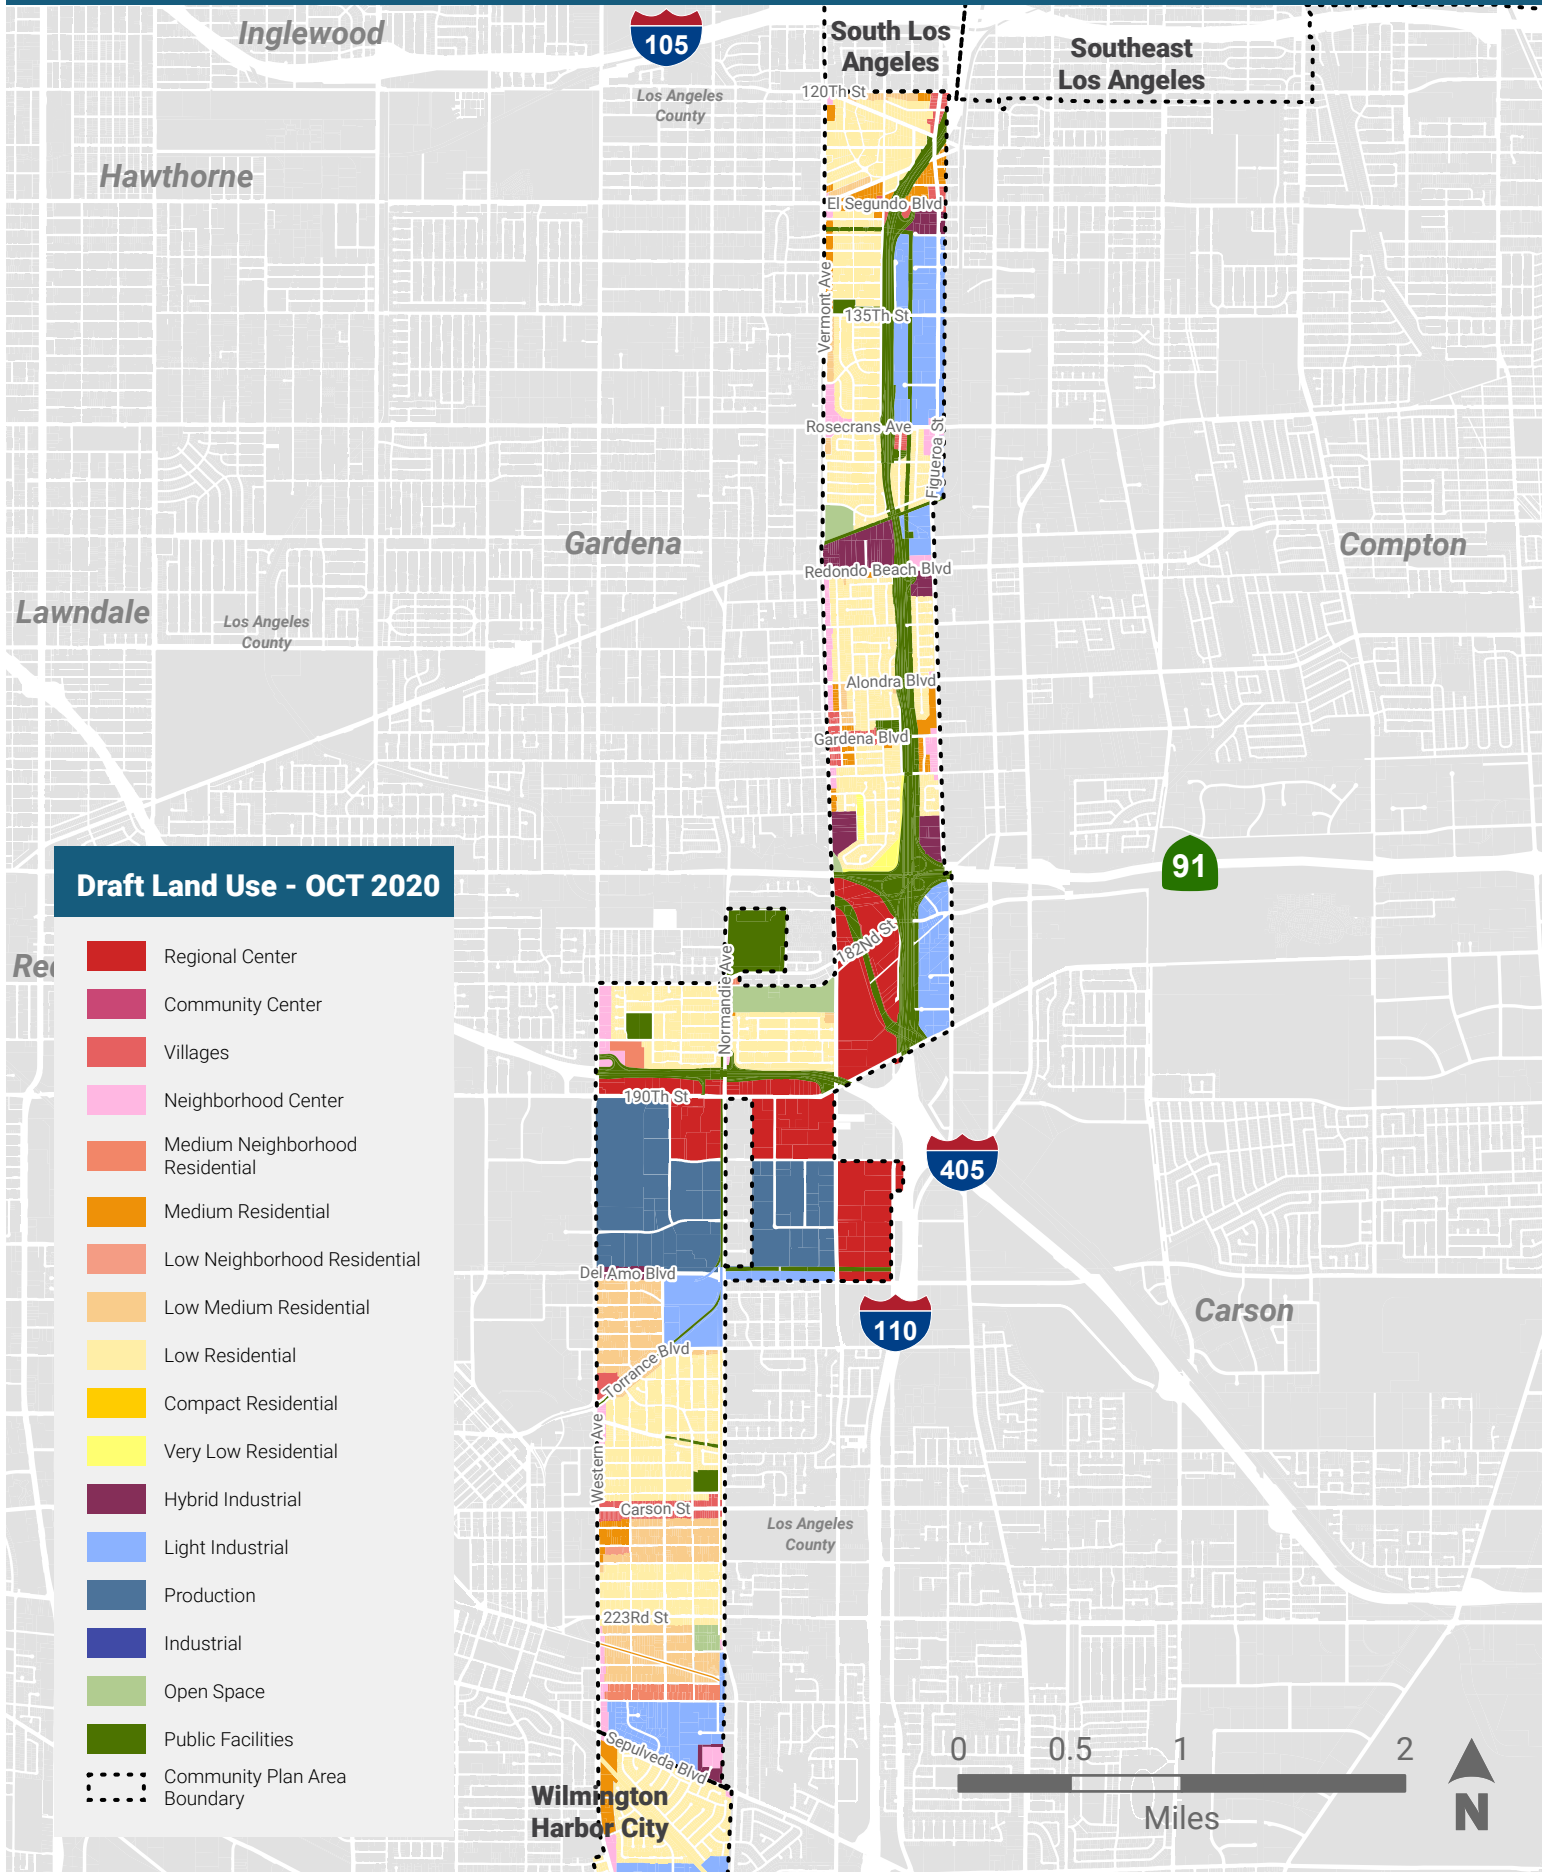 Inglewood
105
South Los
Angeles
Southeast
Los Angeles
Los Angeles
County
120Th St
Hawthorne
El Segundo Blvd
Vermont Ave
135Th St
Rosecrans Ave
Figueroa St
Gardena
Compton
Redondo Beach Blvd
Lawndale
Los Angeles
County
Alondra Blvd
Gardena Blvd
91
182Nd St
Normandie Ave
190Th St
405
Del Amo Blvd
110
Carson
Torrance Blvd
Western Ave
Carson St
Los Angeles
County
223Rd St
Sepulveda Blvd
Wilmington
Harbor City
Draft Land Use - OCT 2020
Regional Center
Community Center
Villages
Neighborhood Center
Medium Neighborhood
Residential
Medium Residential
Low Neighborhood Residential
Low Medium Residential
Low Residential
Compact Residential
Very Low Residential
Hybrid Industrial
Light Industrial
Production
Industrial
Open Space
Public Facilities
Community Plan Area
Boundary
0 0.5 1 2
Miles
N